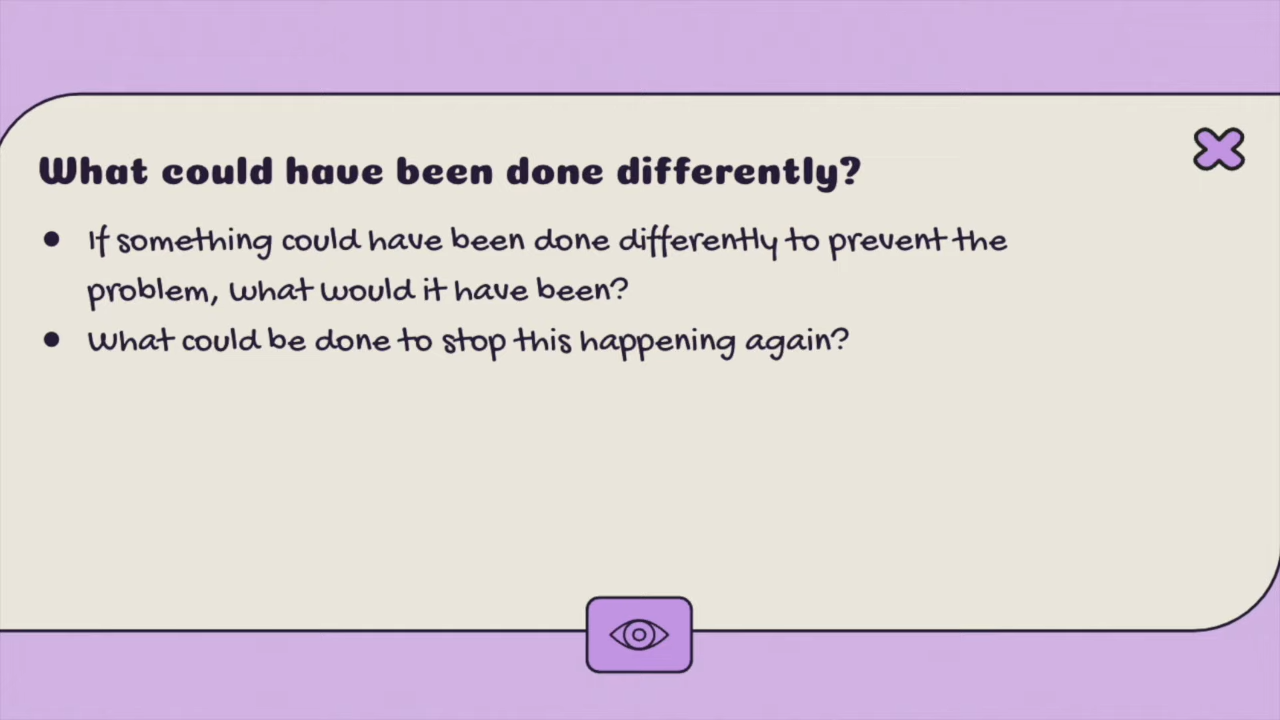 What could have been done differently?
• If something could have been done differently to prevent the
problem, what would it have been?
• What could be done to stop this happening again?